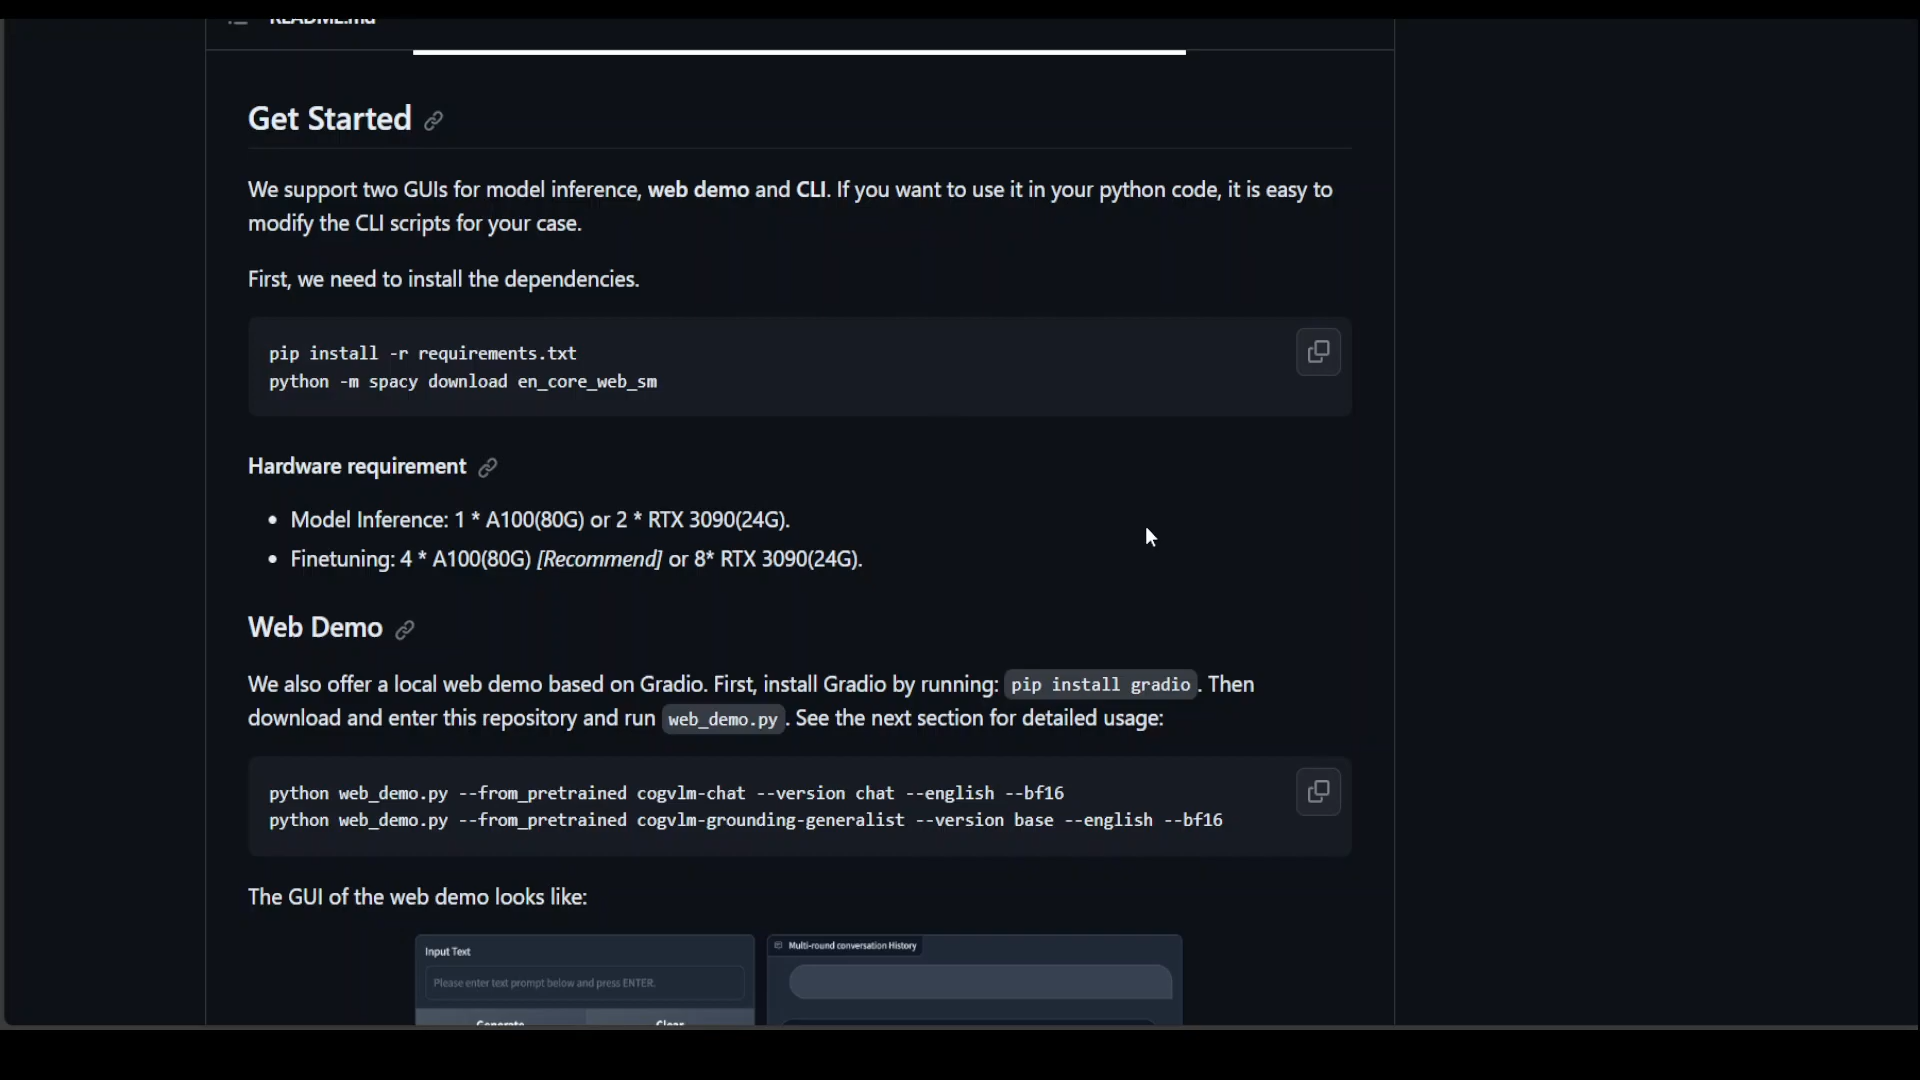 README.md
Get Started
We support two GUIs for model inference, web demo and CLI. If you want to use it in your python code, it is easy to
modify the CLI scripts for your case.
First, we need to install the dependencies.
pip install -r requirements.txt
python -m spacy download en_core_web_sm
Hardware requirement
• Model Inference: 1 * A100(80G) or 2 * RTX 3090(24G).
• Finetuning: 4 * A100(80G) [Recommend] or 8* RTX 3090(24G).
Web Demo
We also offer a local web demo based on Gradio. First, install Gradio by running: pip install gradio . Then
download and enter this repository and run web_demo.py . See the next section for detailed usage:
python web_demo.py --from_pretrained cogvlm-chat --version chat --english --bf16
python web_demo.py --from_pretrained cogvlm-grounding-generalist --version base --english --bf16
The GUI of the web demo looks like:
Input Text
Please enter text prompt below and press ENTER.
Generate Clear
Multi-round conversation History